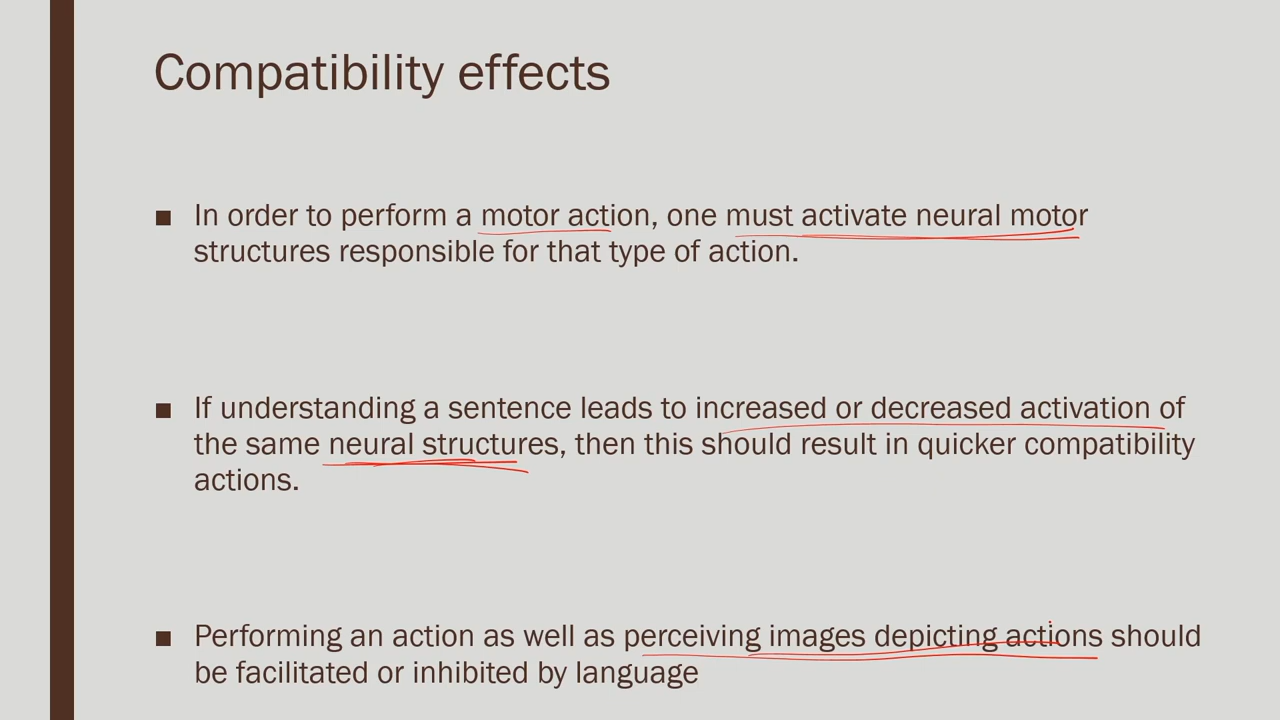 Compatibility effects
■ In order to perform a motor action, one must activate neural motor
structures responsible for that type of action.
■ If understanding a sentence leads to increased or decreased activation of
the same neural structures, then this should result in quicker compatibility
actions.
■ Performing an action as well as perceiving images depicting actions should
be facilitated or inhibited by language